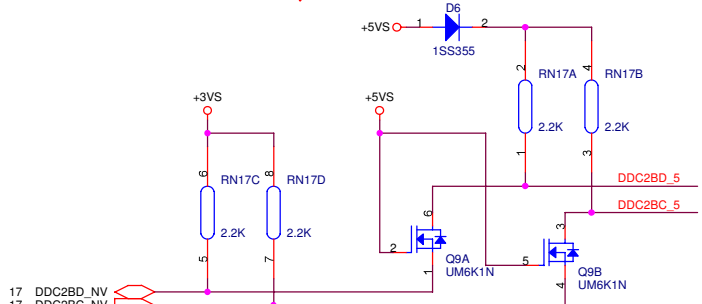 D6
+5VS 1 2
1SS355
2 RN17A 4 RN17B
2.2K 2.2K
1 3
+3VS +5VS
6 RN17C 8 RN17D
2.2K 2.2K
5 7
DDC2BD_5
DDC2BC_5
6 3
2 5
Q9A
UM6K1N
1
Q9B
UM6K1N
4
17 DDC2BD_NV
17 DDC2BC_NV